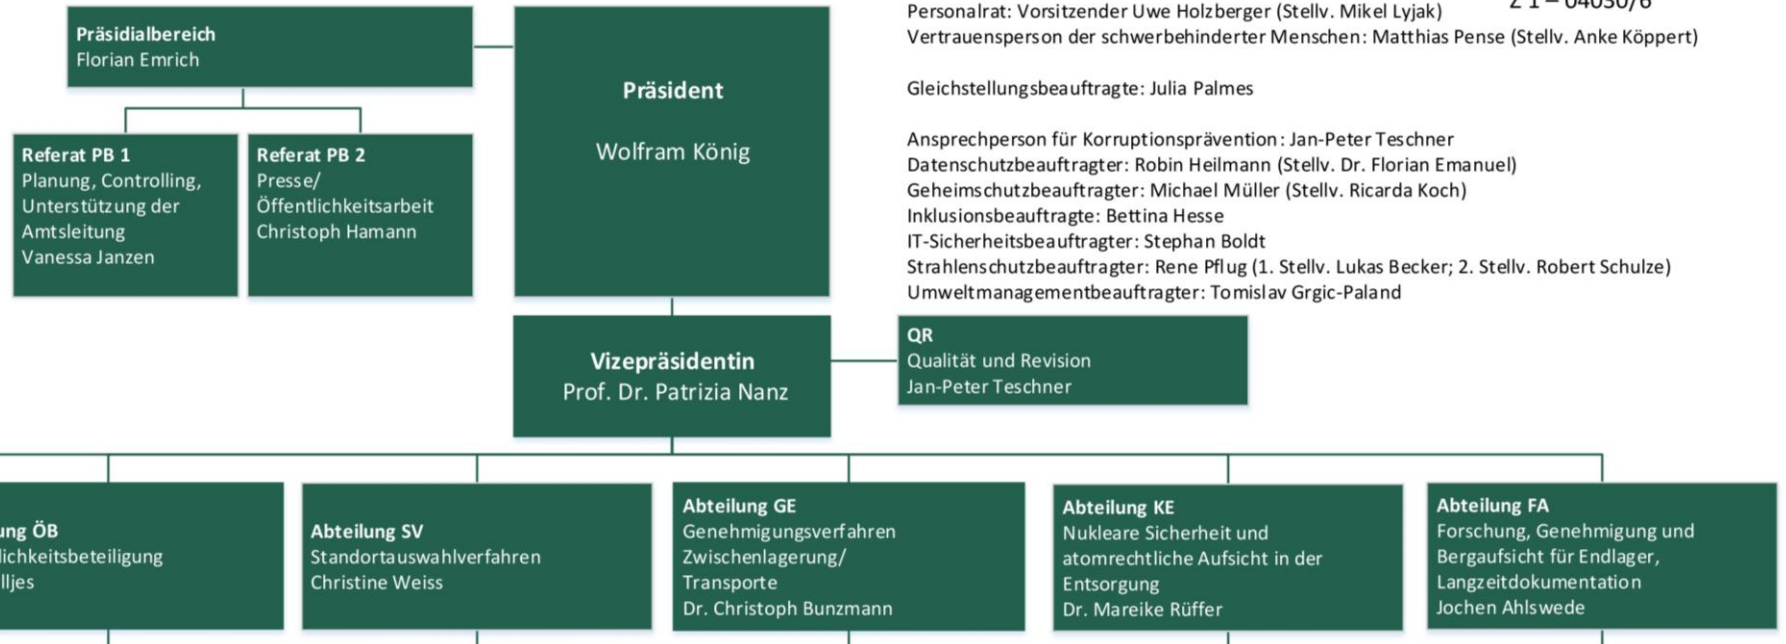 Personalrat: Vorsitzender Uwe Holzberger (Stellv. Mikel Lyjak)
Vertrauensperson der schwerbehinderter Menschen: Matthias Pense (Stellv. Anke Köppert)
Gleichstellungsbeauftragte: Julia Palmes
Ansprechperson für Korruptionsprävention: Jan-Peter Teschner
Datenschutzbeauftragter: Robin Heilmann (Stellv. Dr. Florian Emanuel)
Geheimschutzbeauftragter: Michael Müller (Stellv. Ricarda Koch)
Inklusionsbeauftragte: Bettina Hesse
IT-Sicherheitsbeauftragter: Stephan Boldt
Strahlenschutzbeauftragter: Rene Pflug (1. Stellv. Lukas Becker; 2. Stellv. Robert Schulze)
Umweltmanagementbeauftragter: Tomislav Grgic-Paland
Präsidialbereich
Florian Emrich
Präsident
Wolfram König
Referat PB 1
Planung, Controlling,
Unterstützung der
Amtsleitung
Vanessa Janzen
Referat PB 2
Presse/
Öffentlichkeitsarbeit
Christoph Hamann
Vizepräsidentin
Prof. Dr. Patrizia Nanz
QR
Qualität und Revision
Jan-Peter Teschner
ÖB
Abteilung SV
Standortauswahlverfahren
Christine Weiss
Abteilung GE
Genehmigungsverfahren
Zwischenlagerung/
Transporte
Dr. Christoph Bunzmann
Abteilung KE
Nukleare Sicherheit und
atomrechtliche Aufsicht in der
Entsorgung
Dr. Mareike Rüffer
Abteilung FA
Forschung, Genehmigung und
Bergaufsicht für Endlager,
Langzeitdokumentation
Jochen Ahlswede